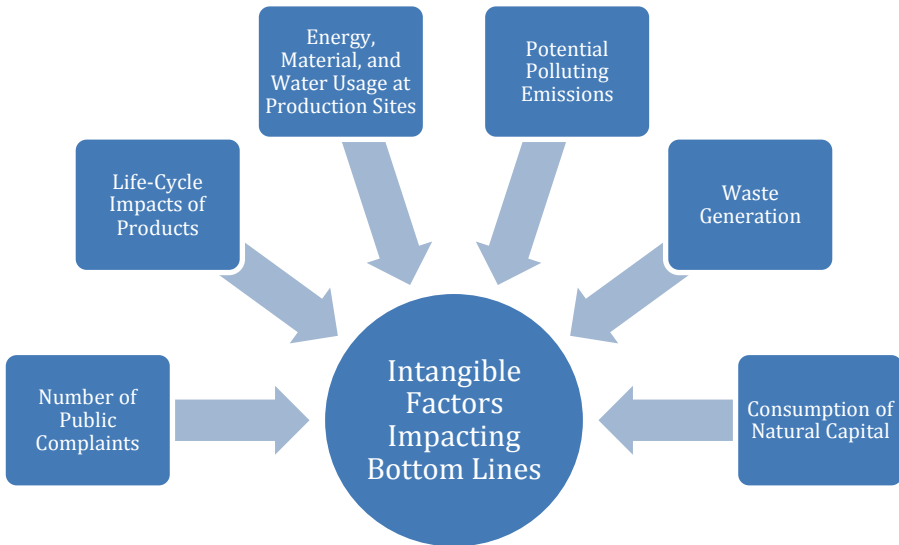 Energy,
Material, and
Water Usage at
Production Sites
Potential
Polluting
Emissions
Life-Cycle
Impacts of
Products
Waste
Generation
Number of
Public
Complaints
Intangible
Factors
Impacting
Bottom Lines
Consumption of
Natural Capital